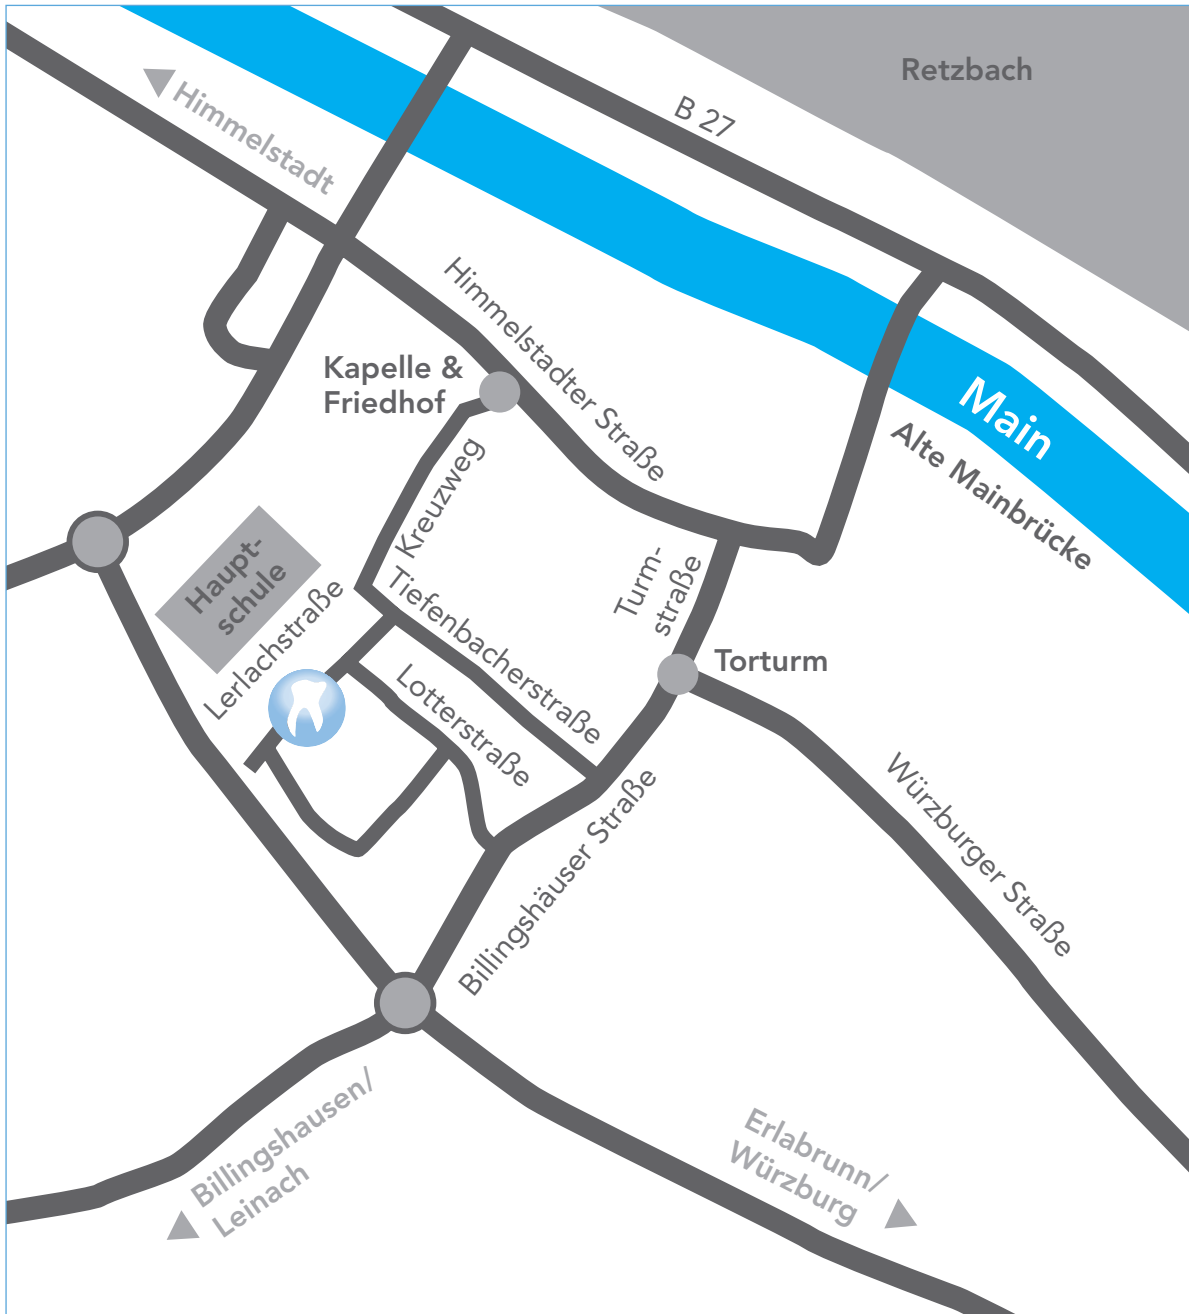 Retzbach
B 27
Himmelstadt
Himmelstadter Straße
Kapelle &
Friedhof
Main
Alte Mainbrücke
Kreuzweg
Haupt-
schule
Turm-
straße
Tiefenbacherstraße
Lerlachstraße
Torturm
Lotterstraße
Würzburger Straße
Billingshäuser Straße
Billingshausen/
Leinach
Erlabrunn/
Würzburg